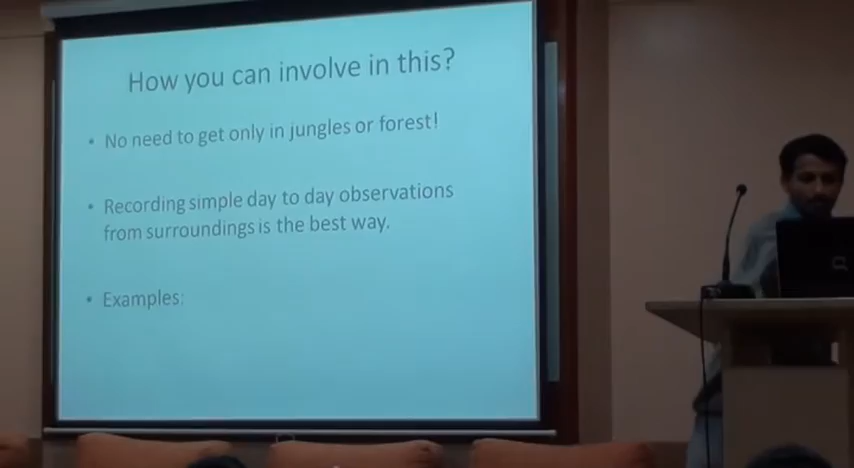 How you can involve in this?
• No need to get only in jungles or forest!
• Recording simple day to day observations
from surroundings is the best way.
• Examples: